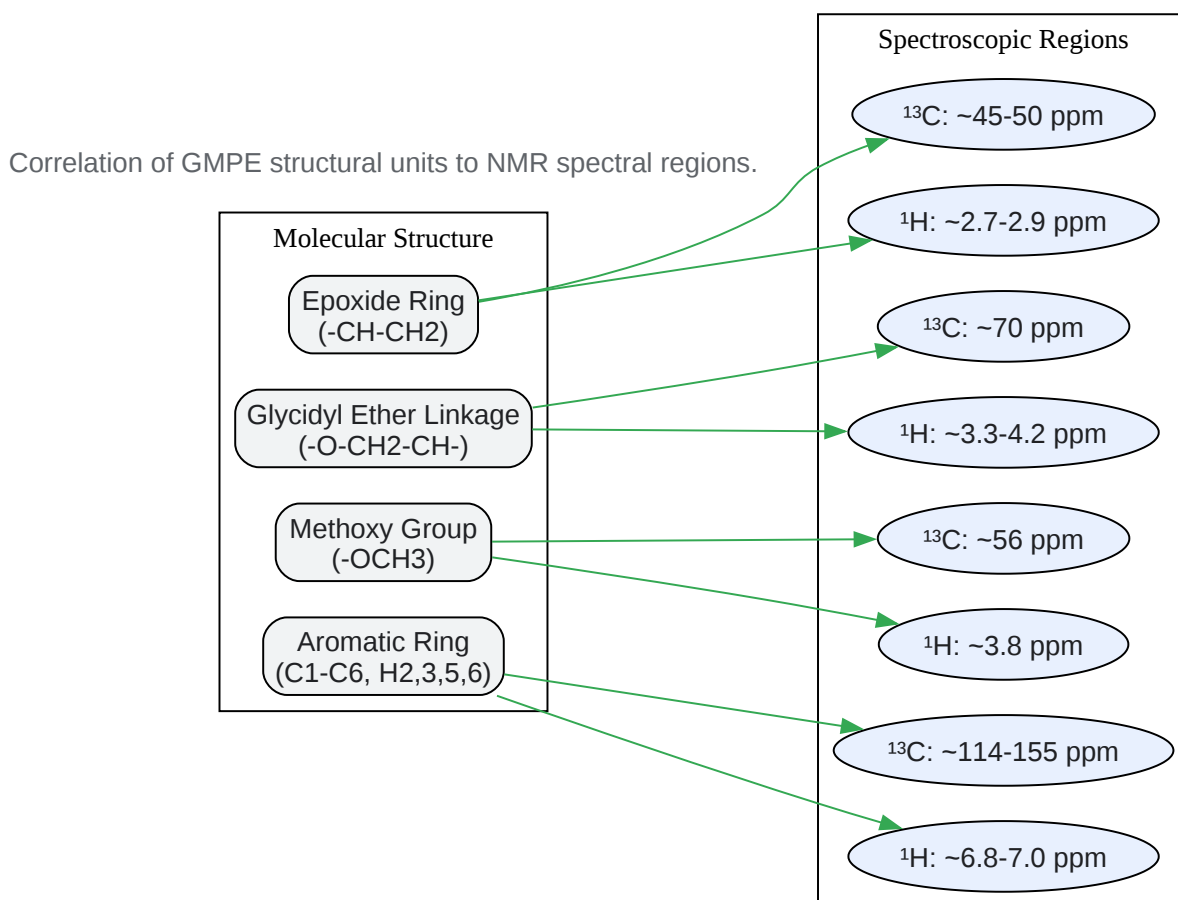 Correlation of GMPE structural units to NMR spectral regions.
Molecular Structure
Epoxide Ring
(-CH-CH2)
Glycidyl Ether Linkage
(-O-CH2-CH-)
Methoxy Group
(-OCH3)
Aromatic Ring
(C1-C6, H2,3,5,6)
Spectroscopic Regions
¹³C: ~45-50 ppm
¹H: ~2.7-2.9 ppm
¹³C: ~70 ppm
¹H: ~3.3-4.2 ppm
¹³C: ~56 ppm
¹H: ~3.8 ppm
¹³C: ~114-155 ppm
¹H: ~6.8-7.0 ppm